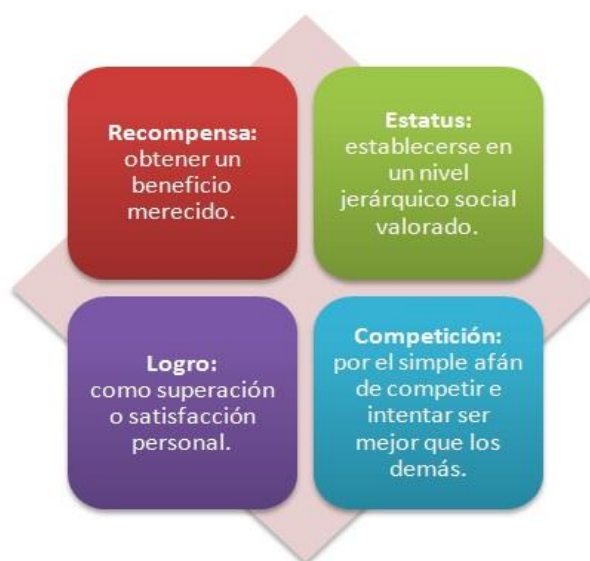 Recompensa:
obtener un
beneficio
merecido.
Estatus:
establecerse en
un nivel
jerárquico social
valorado.
Logro:
como superación
o satisfacción
personal.
Competición:
por el simple afán
de competir e
intentar ser
mejor que los
demás.